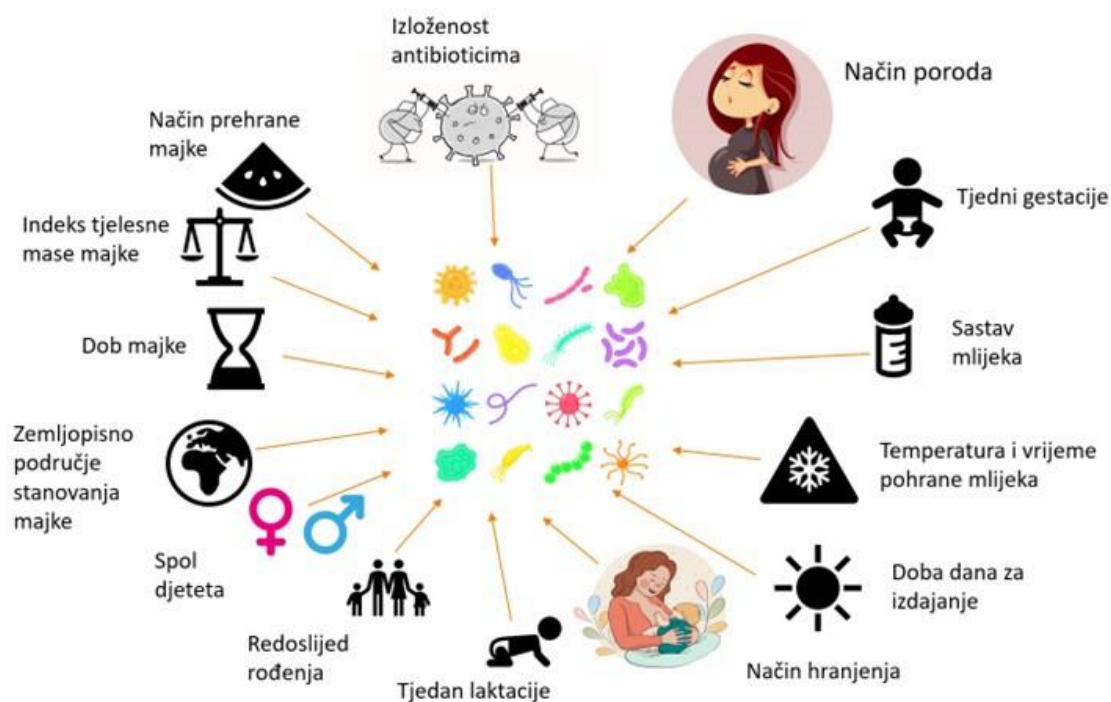 Izloženost
antibioticima
Način poroda
Način prehrane
majke
Tjedni gestacije
Indeks tjelesne
mase majke
Sastav
mlijeka
Dob majke
Zemljopisno
područje
stanovanja
majke
Temperatura i vrijeme
pohrane mlijeka
Spol
djeteta
Doba dana za
izdajanje
Redoslijed
rođenja
Način hranjenja
Tjedan laktacije